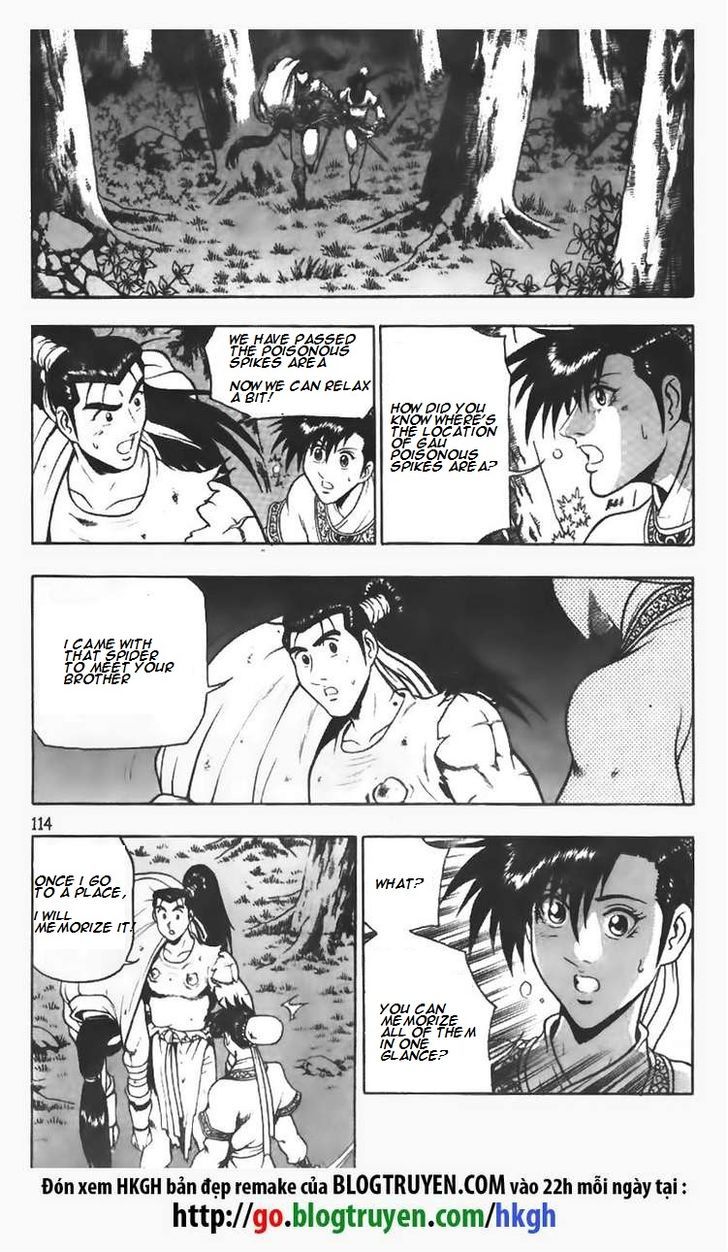 WE HAVE PASSED
THE POISONOUS
SPIKES AREA
NOW WE CAN RELAX
A BIT!
HOW DID YOU
KNOW WHERE'S
THE LOCATION
OF GAU
POISONOUS
SPIKES AREA?
I CAME WITH
THAT SPIDER
TO MEET YOUR
BROTHER
114
ONCE I GO
TO A PLACE,
I WILL
MEMORIZE IT!
WHAT?
YOU CAN
MEMORIZE
ALL OF THEM
IN ONE
GLANCE?
Đón xem HKGH bản đẹp remake của BLOGTRUYEN.COM vào 22h mỗi ngày tại :
http://go.blogtruyen.com/hkgh